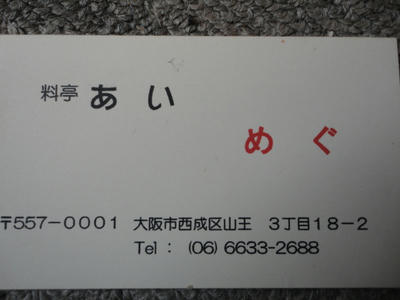 料亭 あい
めぐ
〒557-0001 大阪市西成区山王 3丁目18-2
Tel : (06) 6633-2688